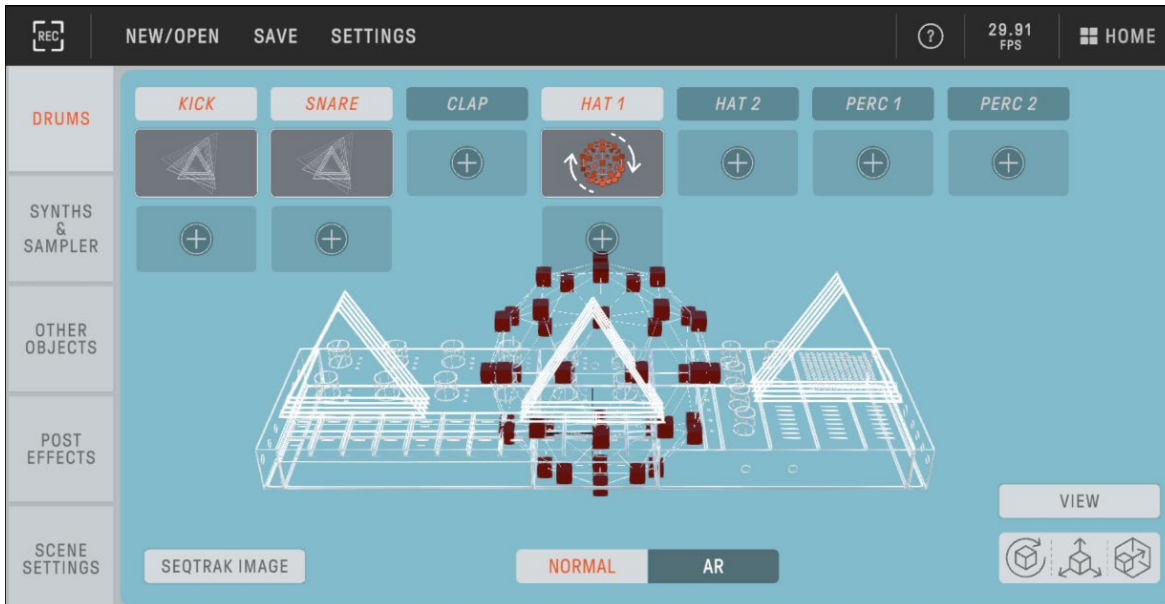 REC NEW/OPEN SAVE SETTINGS ? 29.91 FPS HOME
DRUMS
KICK SNARE CLAP HAT 1 HAT 2 PERC 1 PERC 2
SYNTHS
&
SAMPLER
OTHER
OBJECTS
POST
EFFECTS
VIEW
SCENE
SETTINGS
SEQTRAK IMAGE NORMAL AR